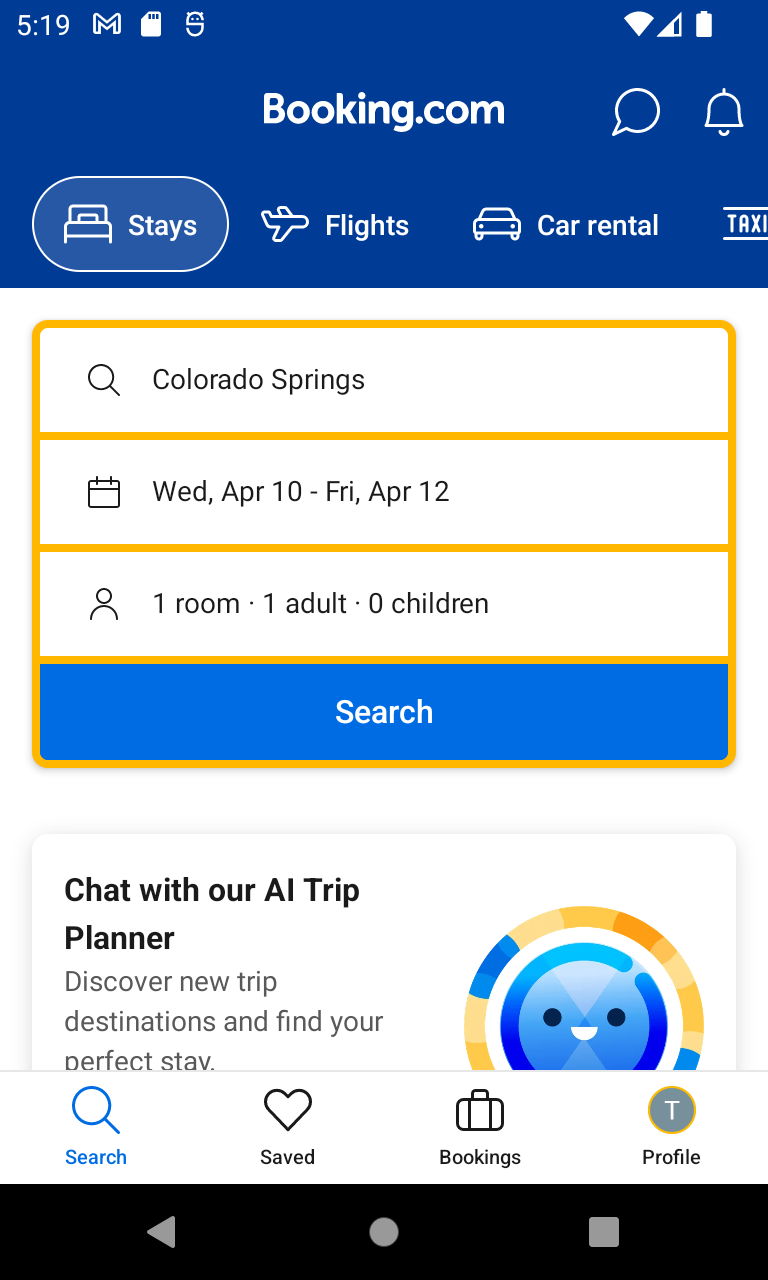 5:19
Booking.com
Stays
Flights
Car rental
TAXI
Colorado Springs
Wed, Apr 10 - Fri, Apr 12
1 room · 1 adult · 0 children
Search
Chat with our AI Trip
Planner
Discover new trip
destinations and find your
perfect stay.
Search
Saved
Bookings
T
Profile